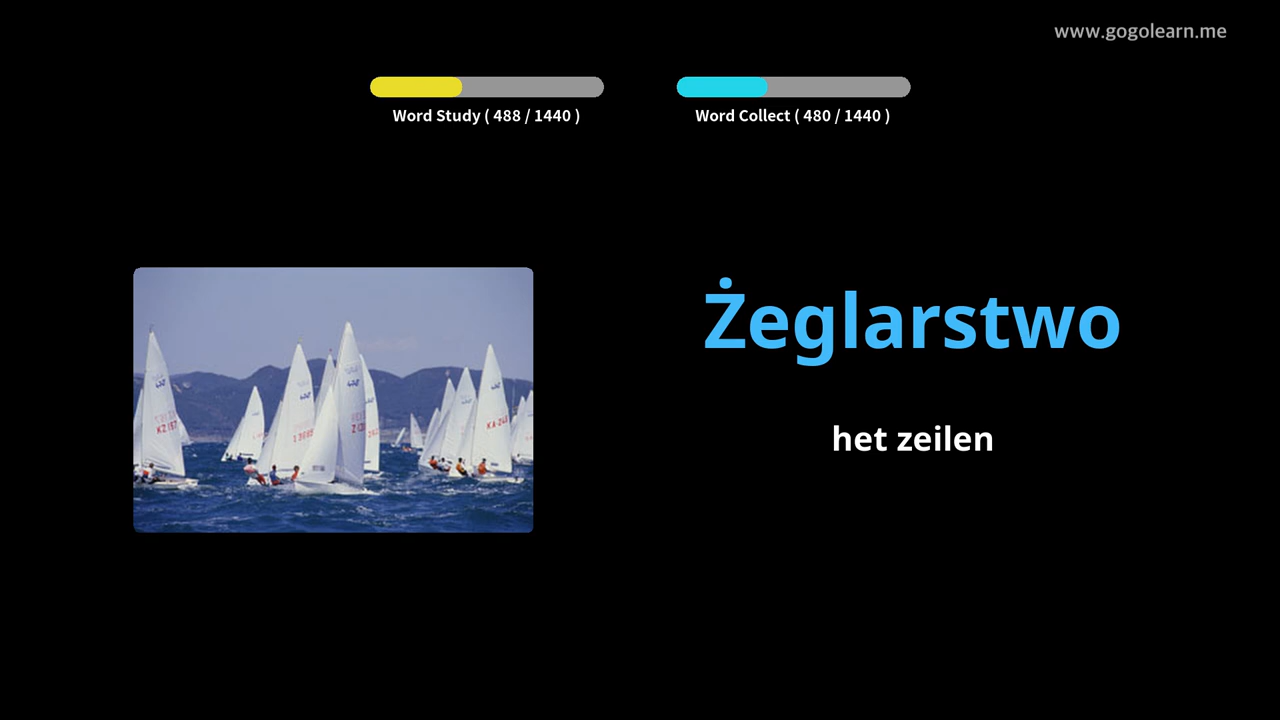 www.gogolearn.me
Word Study ( 488 / 1440 )
Word Collect ( 480 / 1440 )
Żeglarstwo
het zeilen